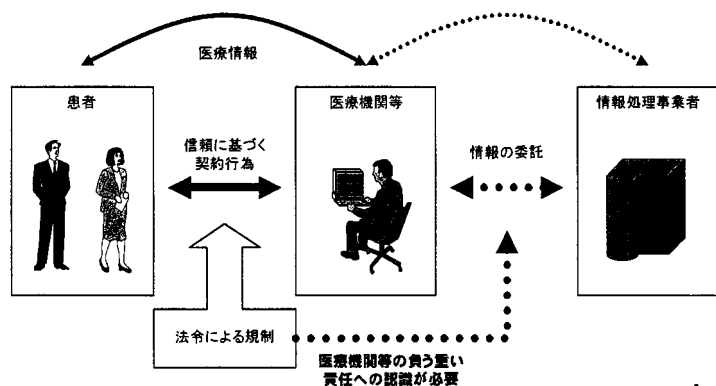 医療情報
患者
医療機関等
情報処理事業者
信頼に基づく
契約行為
情報の委託
法令による規制
医療機関等の負う重い
責任への認識が必要